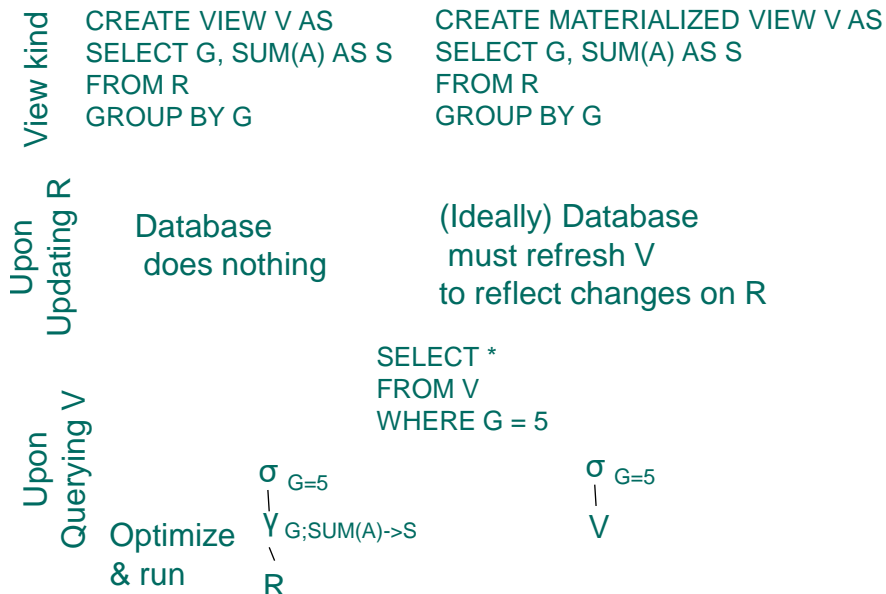 View kind
CREATE VIEW V AS
SELECT G, SUM(A) AS S
FROM R
GROUP BY G
CREATE MATERIALIZED VIEW V AS
SELECT G, SUM(A) AS S
FROM R
GROUP BY G
Upon
Updating R
Database
does nothing
(Ideally) Database
must refresh V
to reflect changes on R
Upon
Querying V
SELECT *
FROM V
WHERE G = 5
Optimize
& run
σ G=5
γ G;SUM(A)->S
R
σ G=5
V